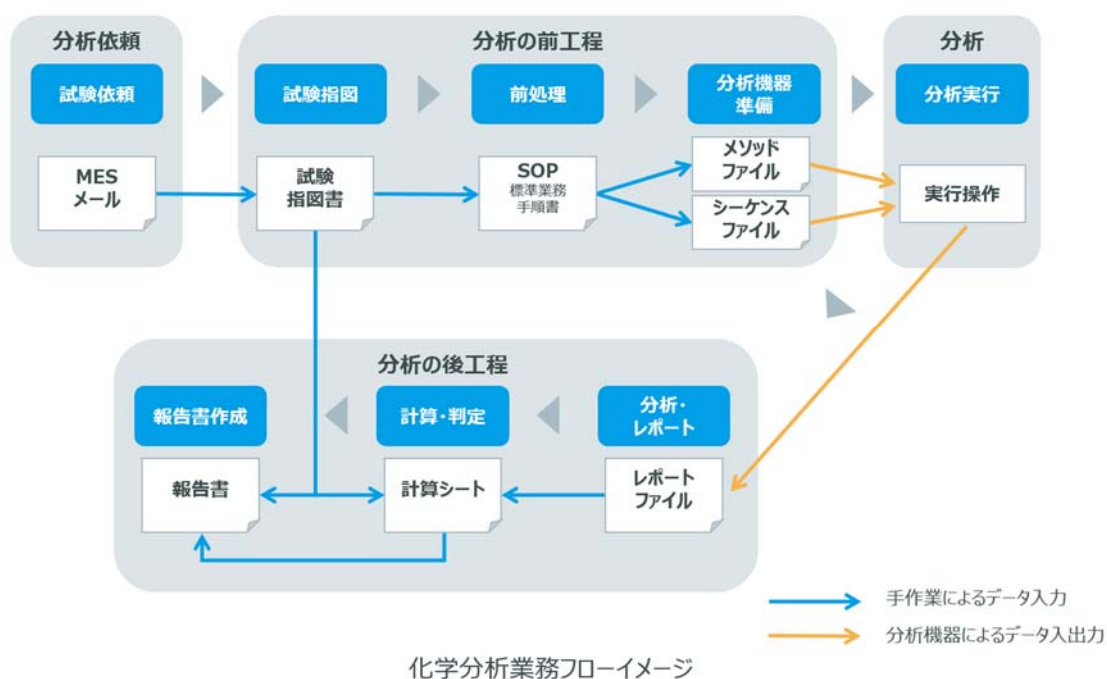 分析依頼
試験依頼
MES
メール
分析の前工程
試験指図
試験
指図書
前処理
SOP
標準業務
手順書
分析機器
準備
メソッド
ファイル
シーケンス
ファイル
分析
分析実行
実行操作
分析の後工程
報告書作成
報告書
計算・判定
計算シート
分析・
レポート
レポート
ファイル
手作業によるデータ入力
分析機器によるデータ入出力
化学分析業務フローイメージ